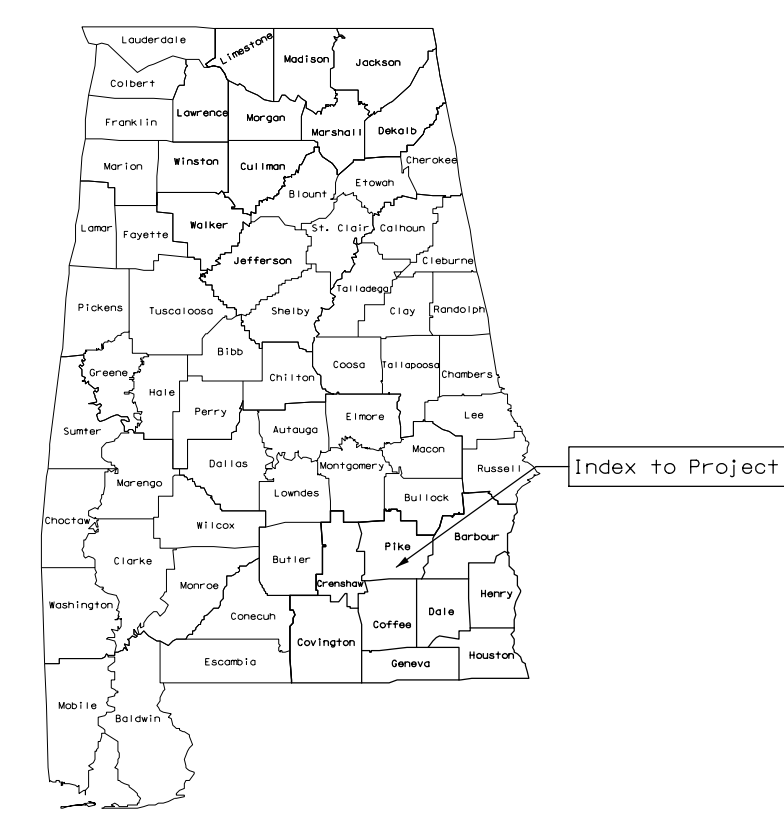 Lauderdale
Limestone
Madison
Jackson
Colbert
Lawrence
Franklin
Morgan
Marshall
Dekalb
Marion
Winston
Cullman
Cherokee
Etowah
Blount
Lamar
Fayette
Walker
St. Clair
Calhoun
Jefferson
Cleburne
Talladega
Pickens
Tuscaloosa
Shelby
Clay
Randolph
Bibb
Greene
Coosa
Tallapoosa
Chambers
Chilton
Hale
Perry
Elmore
Lee
Sumter
Autauga
Macon
Dallas
Montgomery
Russell
Index to Project
Marengo
Lowndes
Bullock
Choctaw
Wilcox
Barbour
Pike
Clarke
Butler
Monroe
Crenshaw
Henry
Washington
Conecuh
Coffee
Dale
Covington
Escambia
Geneva
Houston
Mobile
Baldwin